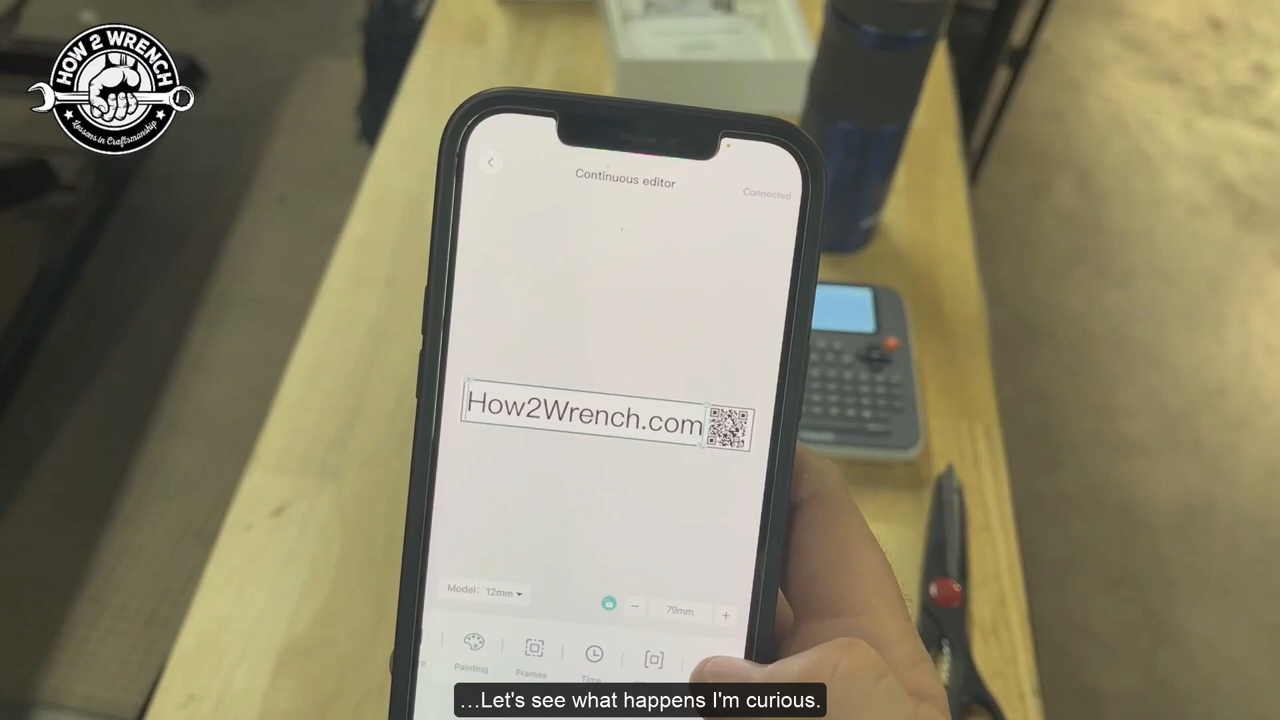 HOW 2 WRENCH
Lessons in Craftsmanship
Continuous editor
Connected
How2Wrench.com
Model: 12mm
79mm
Painting
Frames
Time
...Let's see what happens I'm curious.